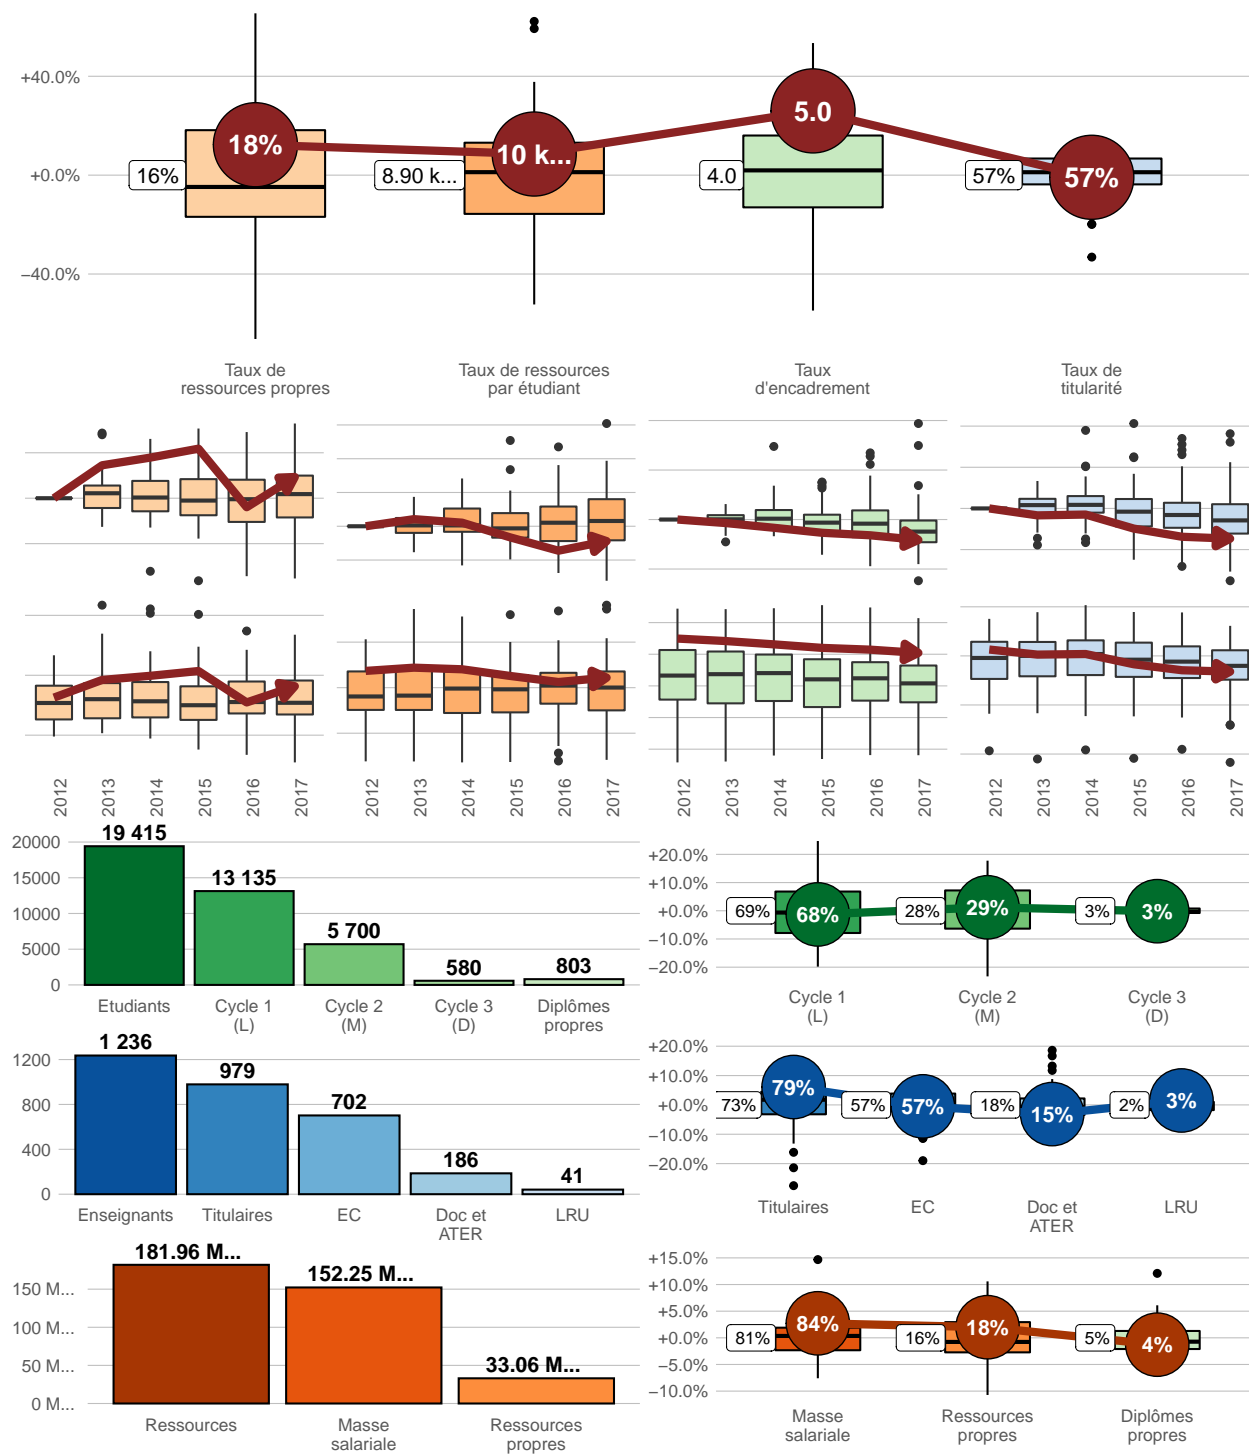 +40.0%
+0.0%
−40.0%
16%
18%
8.90 k...
10 k...
4.0
5.0
57%
57%
Taux de
ressources propres
Taux de ressources
par étudiant
Taux
d'encadrement
Taux de
titularité
2012
2013
2014
2015
2016
2017
2012
2013
2014
2015
2016
2017
2012
2013
2014
2015
2016
2017
2012
2013
2014
2015
2016
2017
20000
15000
10000
5000
0
19 415
13 135
5 700
580
803
Etudiants
Cycle 1
(L)
Cycle 2
(M)
Cycle 3
(D)
Diplômes
propres
+20.0%
+10.0%
+0.0%
−10.0%
−20.0%
69%
68%
28%
29%
3%
3%
Cycle 1
(L)
Cycle 2
(M)
Cycle 3
(D)
1200
800
400
0
1 236
979
702
186
41
Enseignants
Titulaires
EC
Doc et
ATER
LRU
+20.0%
+10.0%
+0.0%
−10.0%
−20.0%
73%
79%
57%
57%
18%
15%
2%
3%
Titulaires
EC
Doc et
ATER
LRU
150 M...
100 M...
50 M...
0 M...
181.96 M...
152.25 M...
33.06 M...
Ressources
Masse
salariale
Ressources
propres
+15.0%
+10.0%
+5.0%
+0.0%
−5.0%
−10.0%
81%
84%
16%
18%
5%
4%
Masse
salariale
Ressources
propres
Diplômes
propres